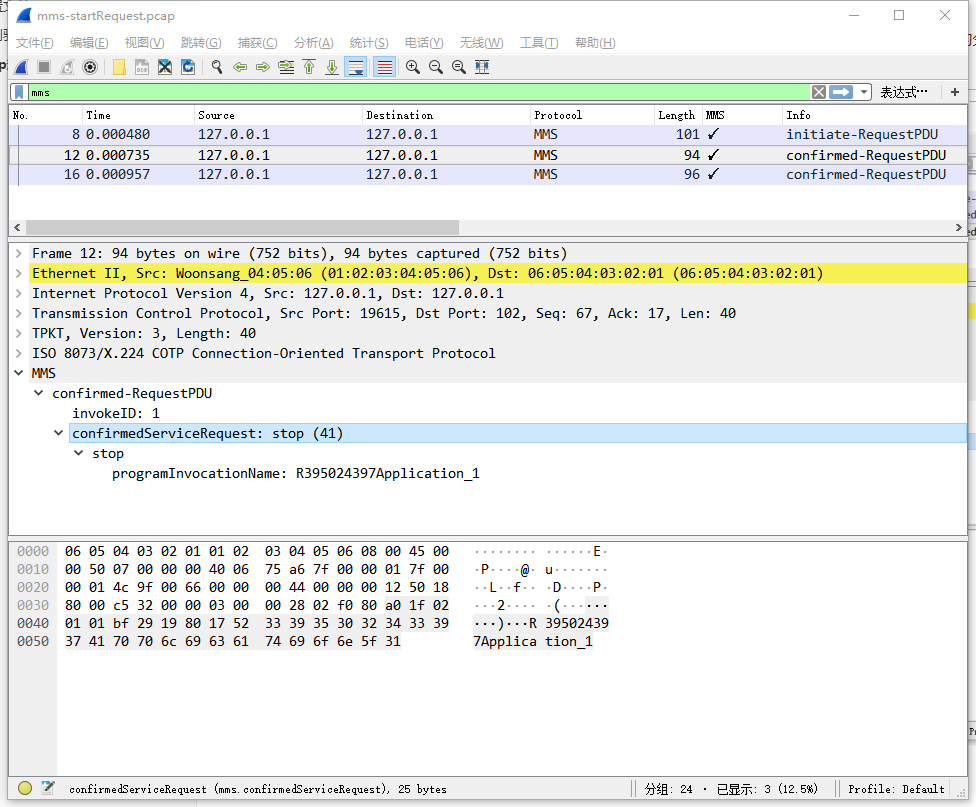 mms-startRequest.pcap
文件(F) 编辑(E) 视图(V) 跳转(G) 捕获(C) 分析(A) 统计(S) 电话(Y) 无线(W) 工具(T) 帮助(H)
mms 表达式… +
No. Time Source Destination Protocol Length MMS Info
8 0.000480 127.0.0.1 127.0.0.1 MMS 101 ✓ initiate-RequestPDU
12 0.000735 127.0.0.1 127.0.0.1 MMS 94 ✓ confirmed-RequestPDU
16 0.000957 127.0.0.1 127.0.0.1 MMS 96 ✓ confirmed-RequestPDU
Frame 12: 94 bytes on wire (752 bits), 94 bytes captured (752 bits)
Ethernet II, Src: Woonsang_04:05:06 (01:02:03:04:05:06), Dst: 06:05:04:03:02:01 (06:05:04:03:02:01)
Internet Protocol Version 4, Src: 127.0.0.1, Dst: 127.0.0.1
Transmission Control Protocol, Src Port: 19615, Dst Port: 102, Seq: 67, Ack: 17, Len: 40
TPKT, Version: 3, Length: 40
ISO 8073/X.224 COTP Connection-Oriented Transport Protocol
MMS
confirmed-RequestPDU
invokeID: 1
confirmedServiceRequest: stop (41)
stop
programInvocationName: R395024397Application_1
0000 06 05 04 03 02 01 01 02 03 04 05 06 08 00 45 00 ········ ······E·
0010 00 50 07 00 00 00 40 06 75 a6 7f 00 00 01 7f 00 ·P····@· u·······
0020 00 01 4c 9f 00 66 00 00 00 44 00 00 00 12 50 18 ··L··f·· ·D····P·
0030 80 00 c5 32 00 00 03 00 00 28 02 f0 80 a0 1f 02 ···2···· ·(······
0040 01 01 bf 29 19 80 17 52 33 39 35 30 32 34 33 39 ···)···R 39502439
0050 37 41 70 70 6c 69 63 61 74 69 6f 6e 5f 31 7Applica tion_1
confirmedServiceRequest (mms.confirmedServiceRequest), 25 bytes 分组: 24 · 已显示: 3 (12.5%) Profile: Default